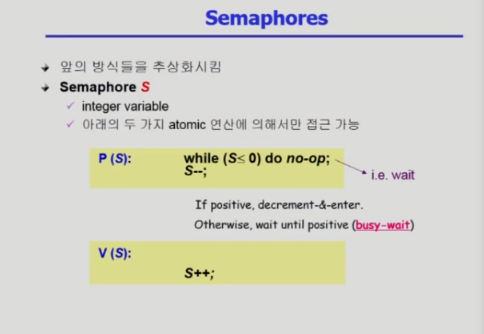 Semaphores
앞의 방식들을 추상화시킴
Semaphore S
integer variable
아래의 두 가지 atomic 연산에 의해서만 접근 가능
P (S): while (S≤ 0) do no-op;
S--;
i.e. wait
If positive, decrement-&-enter.
Otherwise, wait until positive (busy-wait)
V (S):
S++;